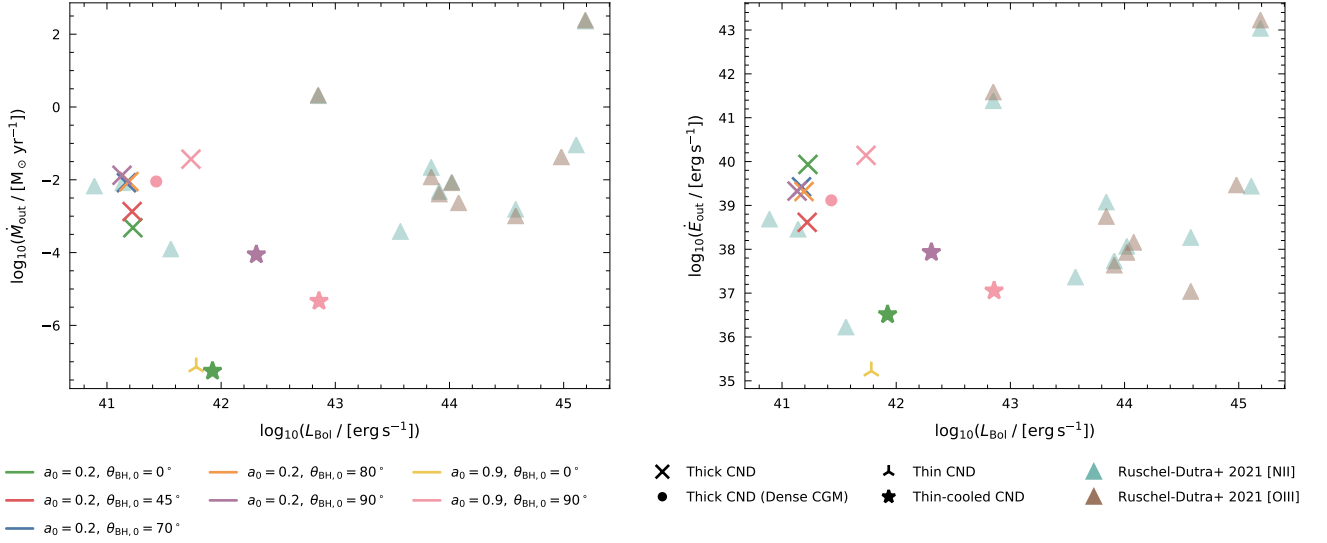 2
0
−2
−4
−6
log₁₀(Ṁout / [M⊙ yr⁻¹])
41 42 43 44 45
log₁₀(LBol / [erg s⁻¹])
43
42
41
40
39
38
37
36
35
log₁₀(Ėout / [erg s⁻¹])
41 42 43 44 45
log₁₀(LBol / [erg s⁻¹])
a₀ = 0.2, θBH, 0 = 0°
a₀ = 0.2, θBH, 0 = 45°
a₀ = 0.2, θBH, 0 = 70°
a₀ = 0.2, θBH, 0 = 80°
a₀ = 0.2, θBH, 0 = 90°
a₀ = 0.9, θBH, 0 = 0°
a₀ = 0.9, θBH, 0 = 90°
Thick CND
Thick CND (Dense CGM)
Thin CND
Thin-cooled CND
Ruschel-Dutra+ 2021 [NII]
Ruschel-Dutra+ 2021 [OIII]